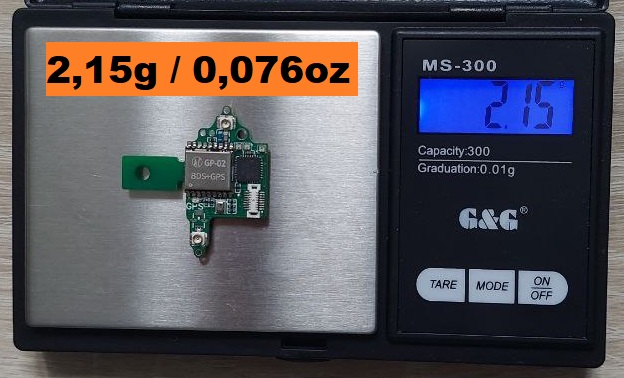 2,15g / 0,076oz
MS-300
2.15 g
Capacity:300
Graduation:0.01g
G&G®
TARE
MODE
ON
OFF
GP-02
BDS+GPS
GPS